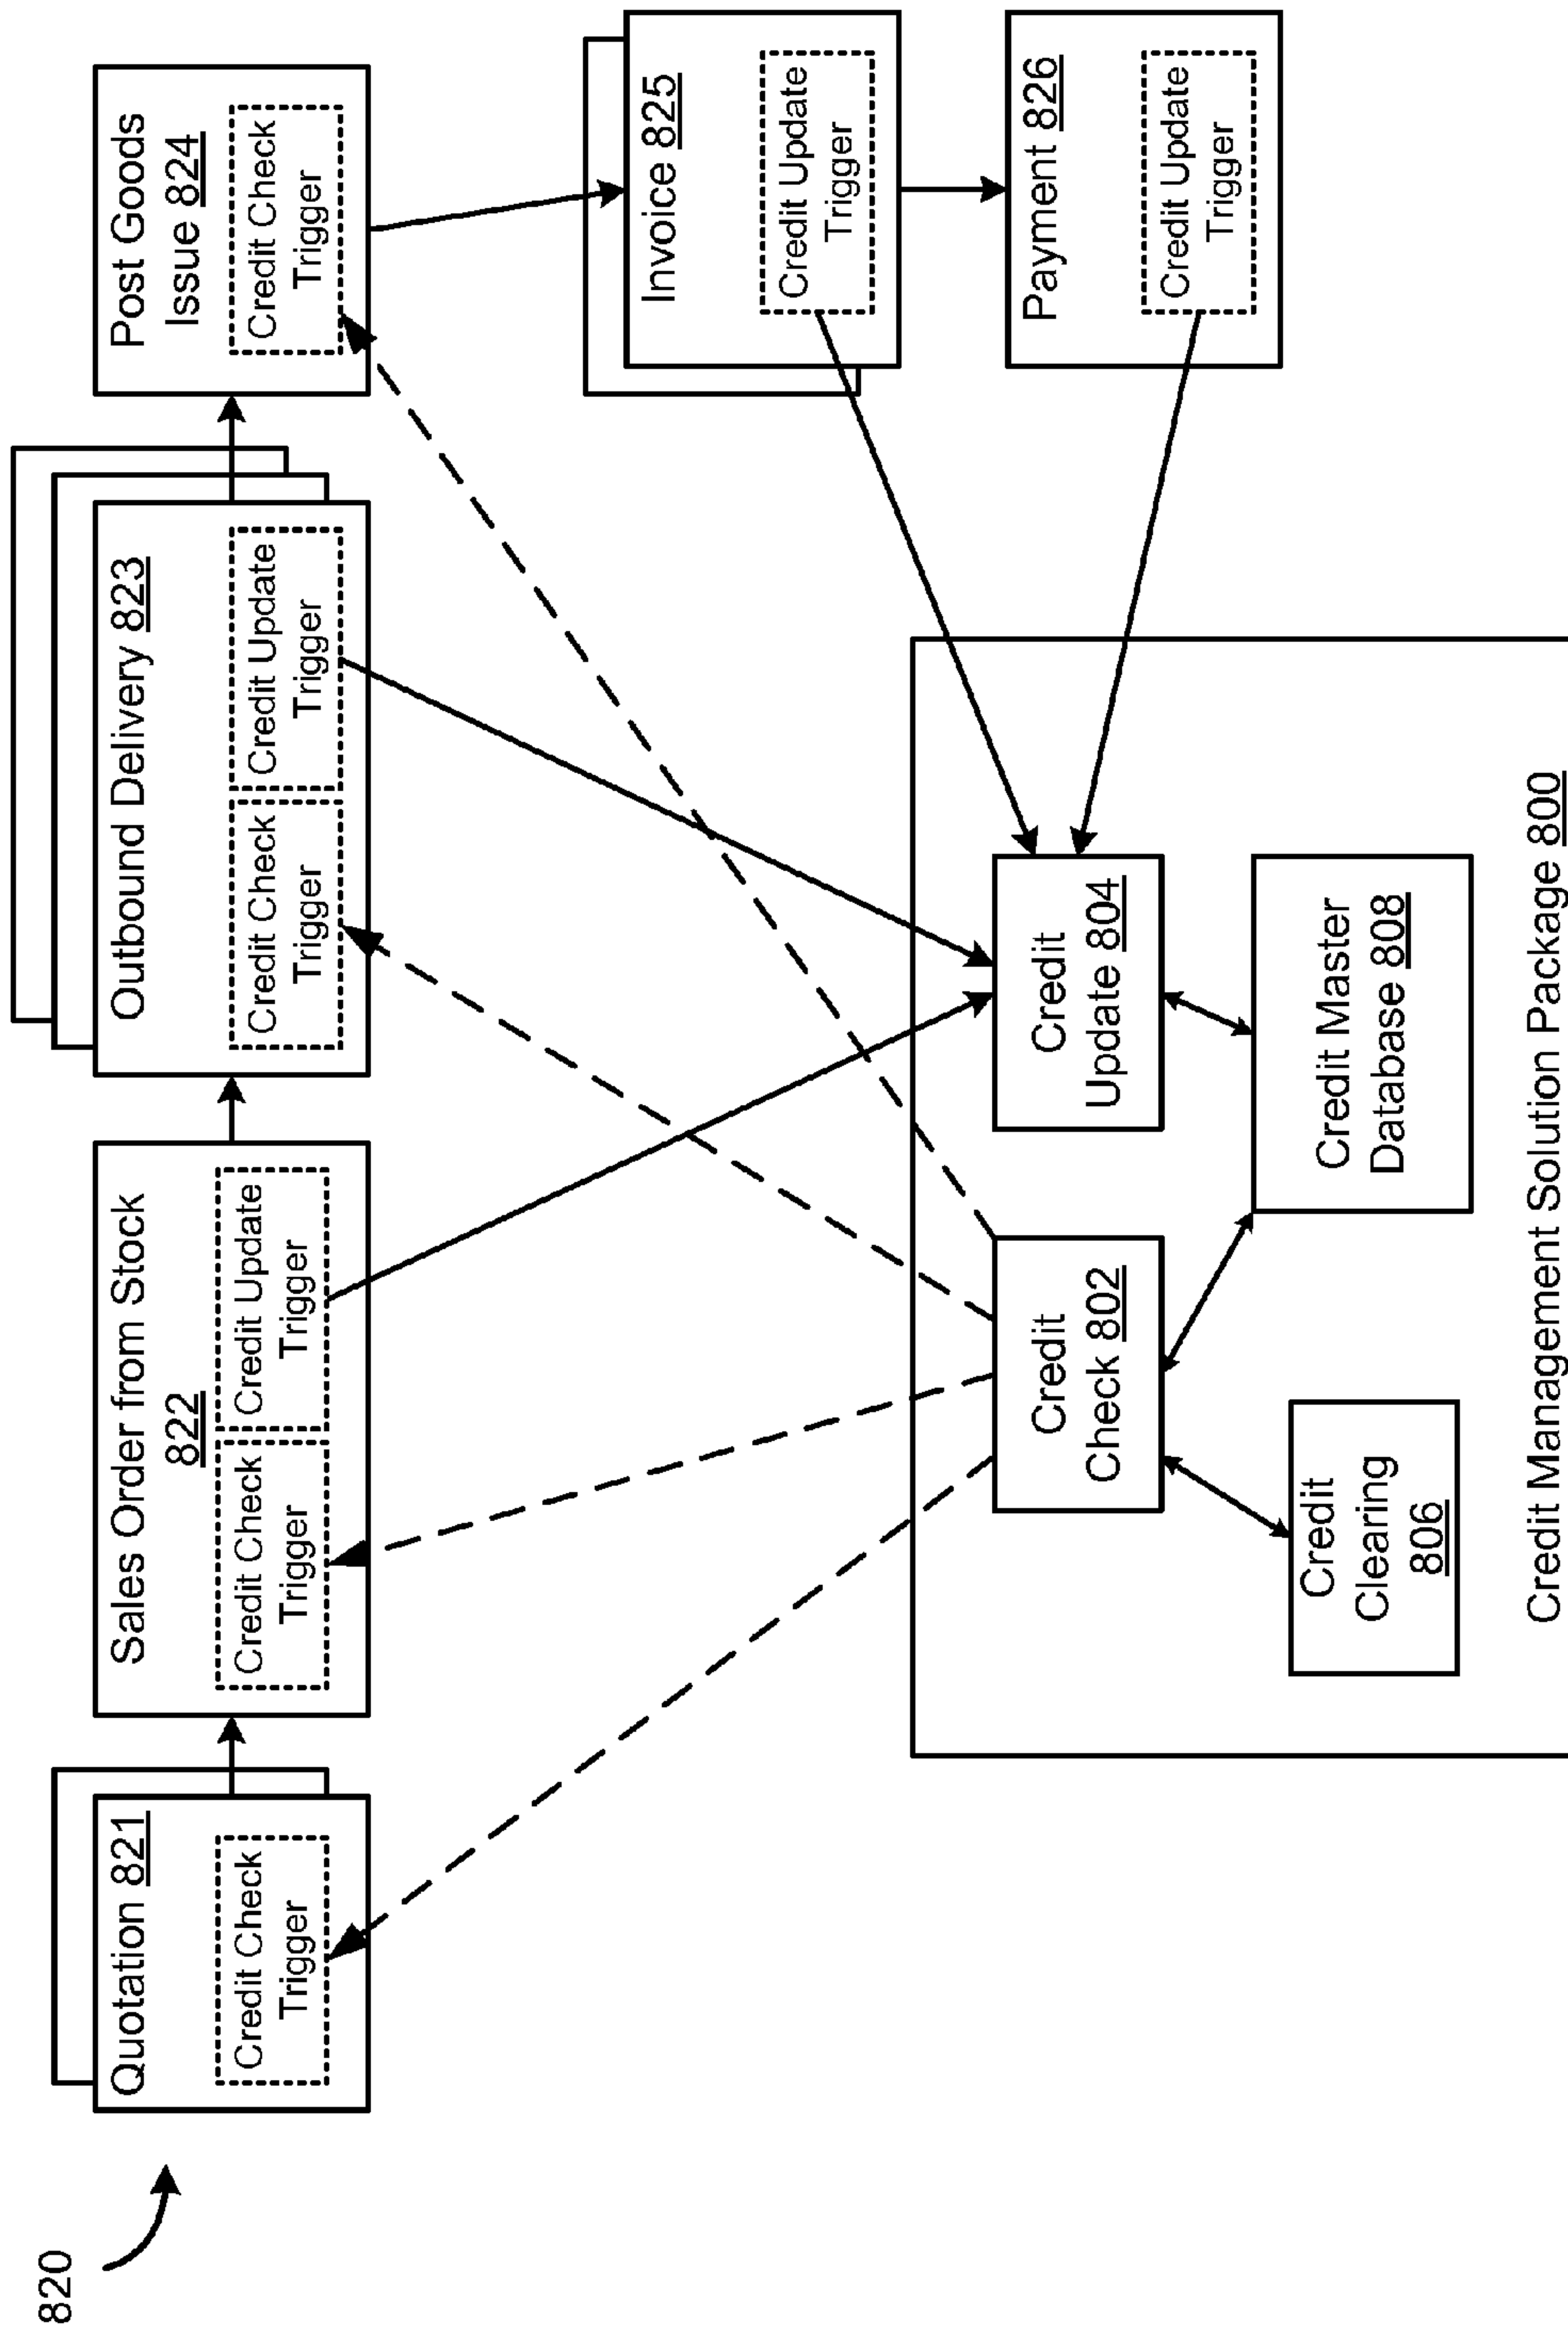 820
Quotation 821
Credit Check
Trigger
Sales Order from Stock
822
Credit Check
Trigger
Credit Update
Trigger
Outbound Delivery 823
Credit Check
Trigger
Credit Update
Trigger
Post Goods
Issue 824
Credit Check
Trigger
Invoice 825
Credit Update
Trigger
Payment 826
Credit Update
Trigger
Credit
Check 802
Credit
Update 804
Credit
Clearing
806
Credit Master
Database 808
Credit Management Solution Package 800